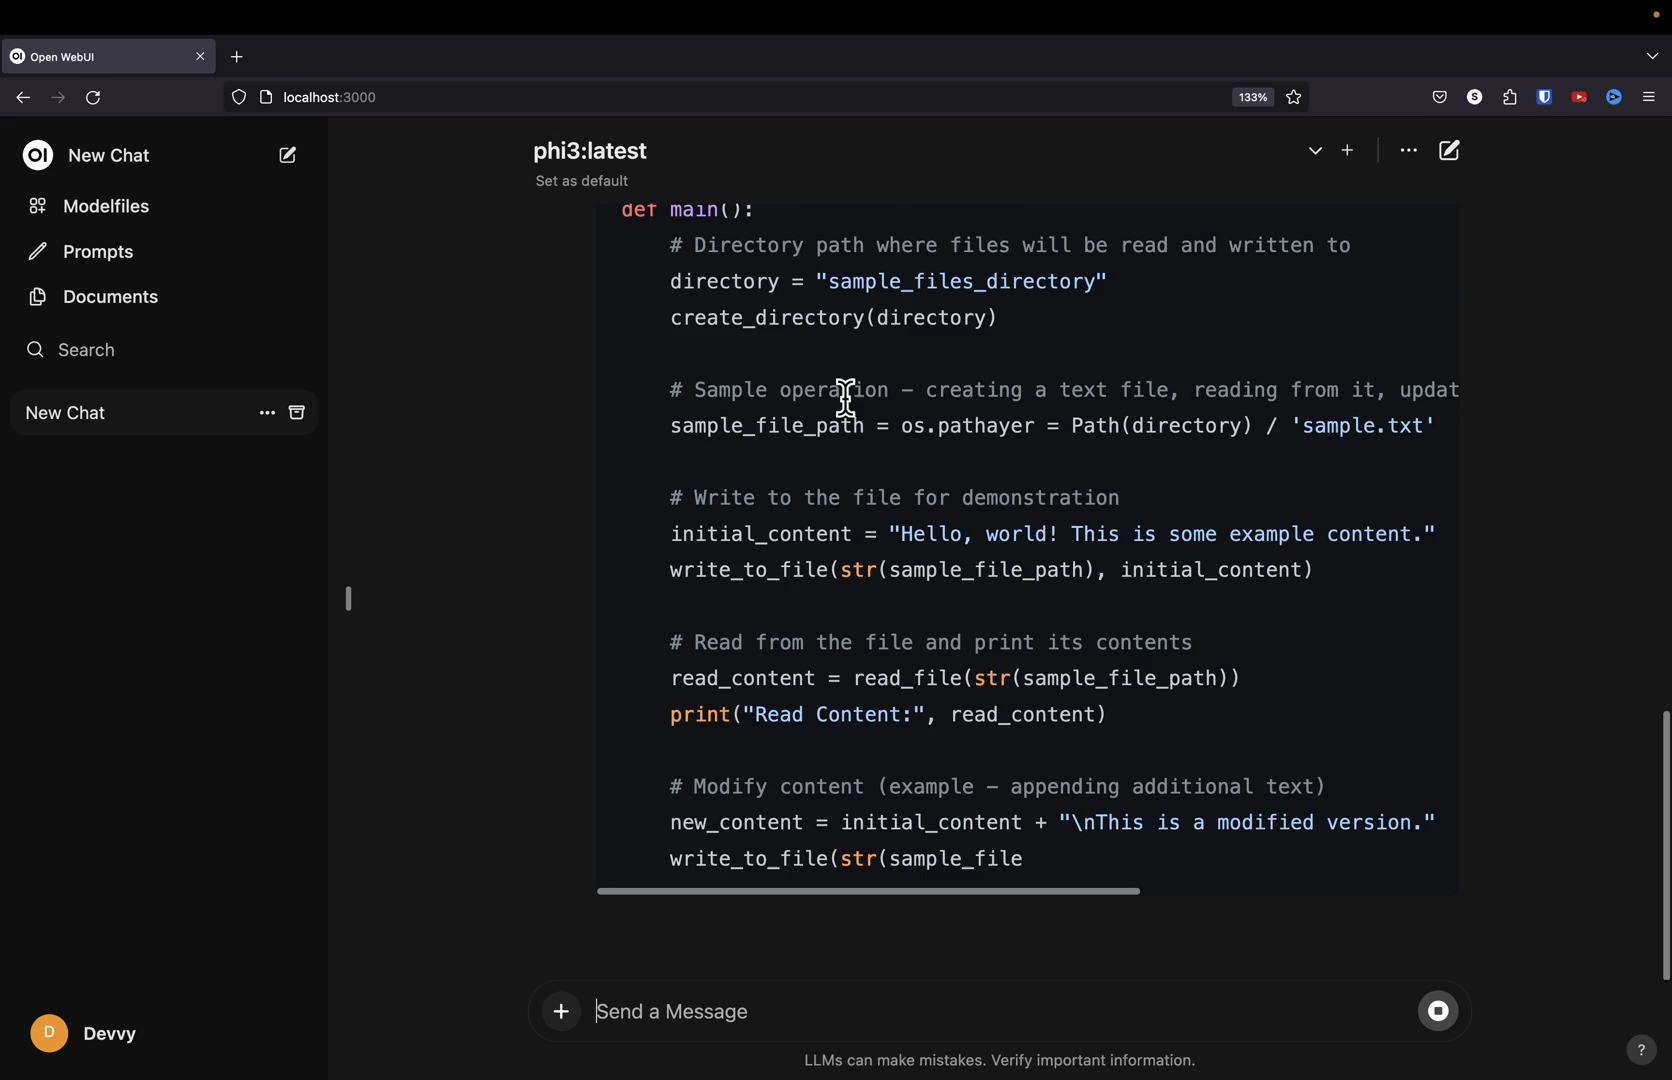 Open WebUI
localhost:3000
133%
S
OI
New Chat
Modelfiles
Prompts
Documents
Search
New Chat
D
Devvy
phi3:latest
Set as default
def main():
# Directory path where files will be read and written to
directory = "sample_files_directory"
create_directory(directory)
# Sample operation – creating a text file, reading from it, updat
sample_file_path = os.pathayer = Path(directory) / 'sample.txt'
# Write to the file for demonstration
initial_content = "Hello, world! This is some example content."
write_to_file(str(sample_file_path), initial_content)
# Read from the file and print its contents
read_content = read_file(str(sample_file_path))
print("Read Content:", read_content)
# Modify content (example – appending additional text)
new_content = initial_content + "\nThis is a modified version."
write_to_file(str(sample_file
Send a Message
LLMs can make mistakes. Verify important information.
?